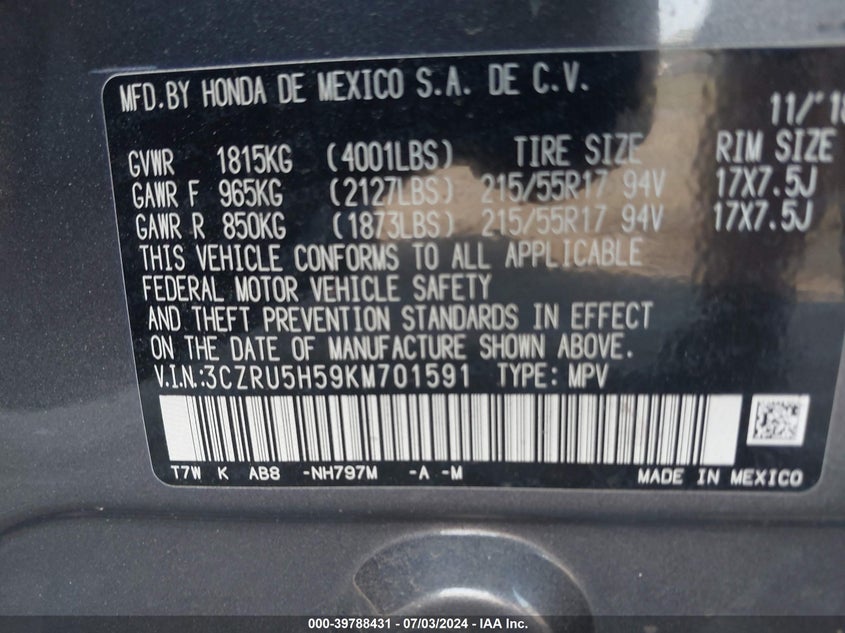 MFD.BY HONDA DE MEXICO S.A. DE C.V.
11/'18
GVWR 1815KG (4001LBS) TIRE SIZE RIM SIZE
GAWR F 965KG (2127LBS) 215/55R17 94V 17X7.5J
GAWR R 850KG (1873LBS) 215/55R17 94V 17X7.5J
THIS VEHICLE CONFORMS TO ALL APPLICABLE
FEDERAL MOTOR VEHICLE SAFETY
AND THEFT PREVENTION STANDARDS IN EFFECT
ON THE DATE OF MANUFACTURE SHOWN ABOVE.
V.I.N.:3CZRU5H59KM701591 TYPE: MPV
T7W K AB8 -NH797M -A -M MADE IN MEXICO
000-39788431 - 07/03/2024 - IAA Inc.